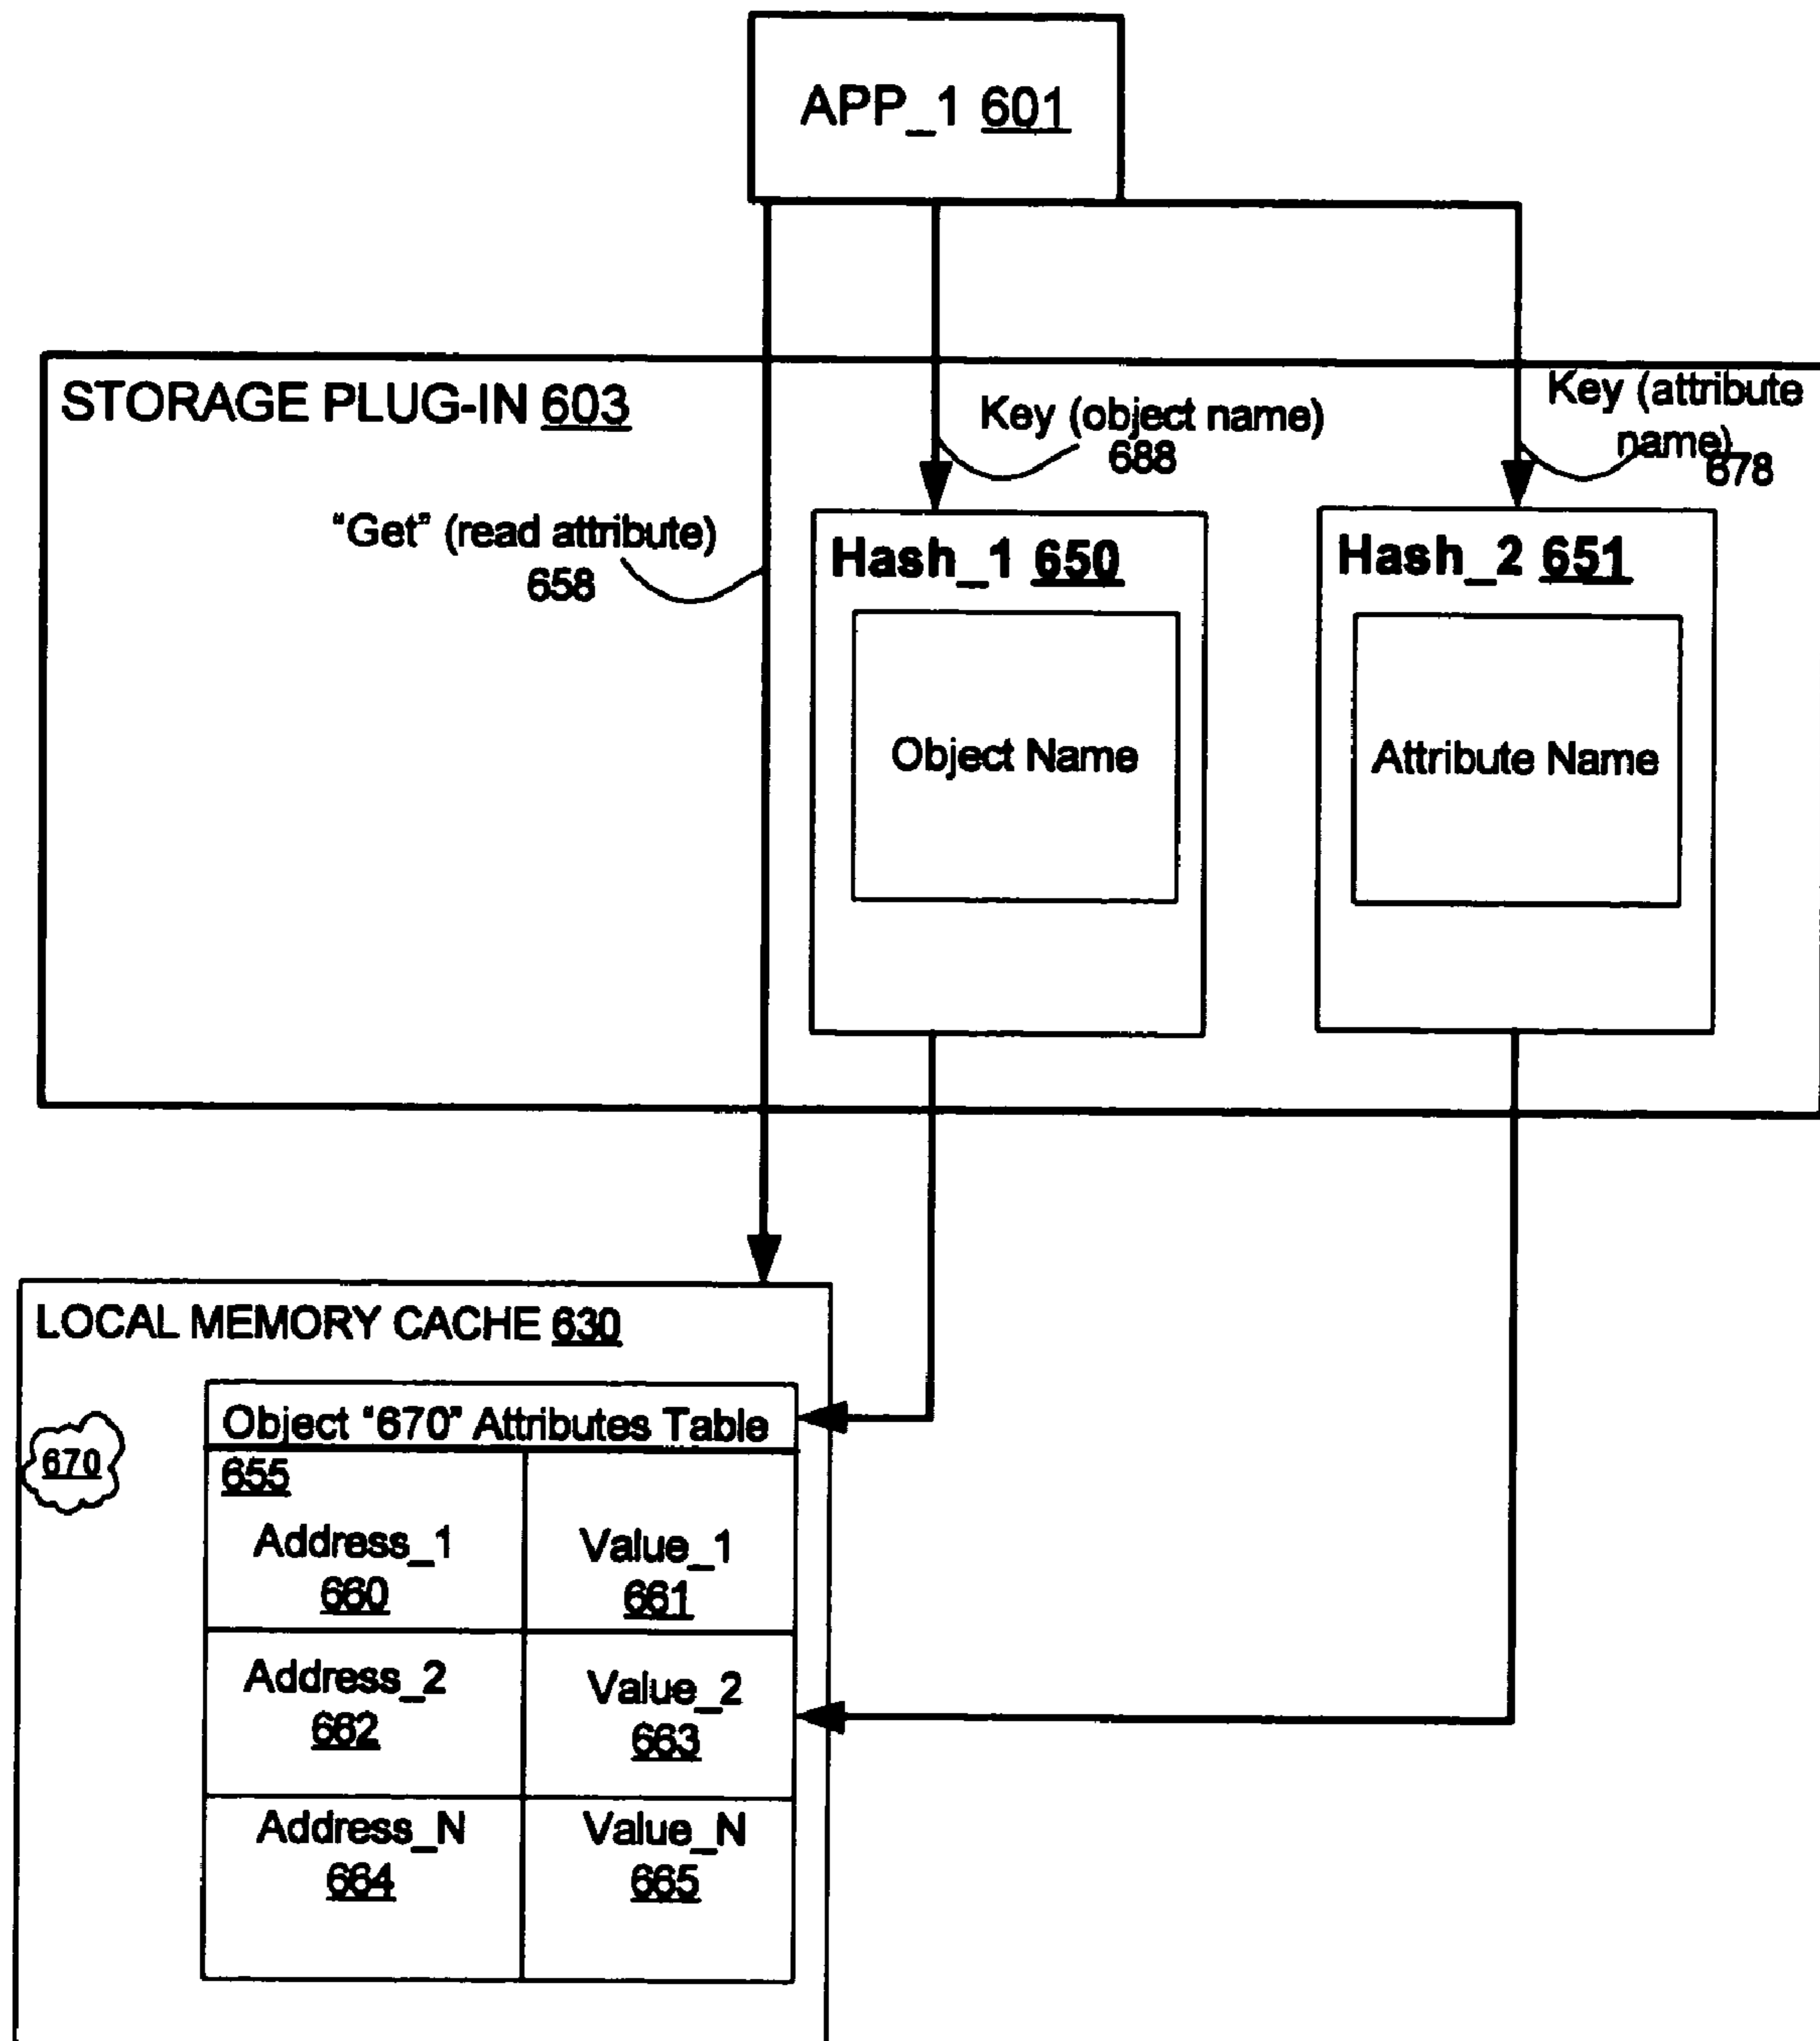 APP_1 601
STORAGE PLUG-IN 603
Key (object name)
688
Key (attribute
name)
678
"Get" (read attribute)
658
Hash_1 650
Object Name
Hash_2 651
Attribute Name
LOCAL MEMORY CACHE 630
670
Object "670" Attributes Table
655
Address_1
660
Value_1
661
Address_2
662
Value_2
663
Address_N
664
Value_N
665